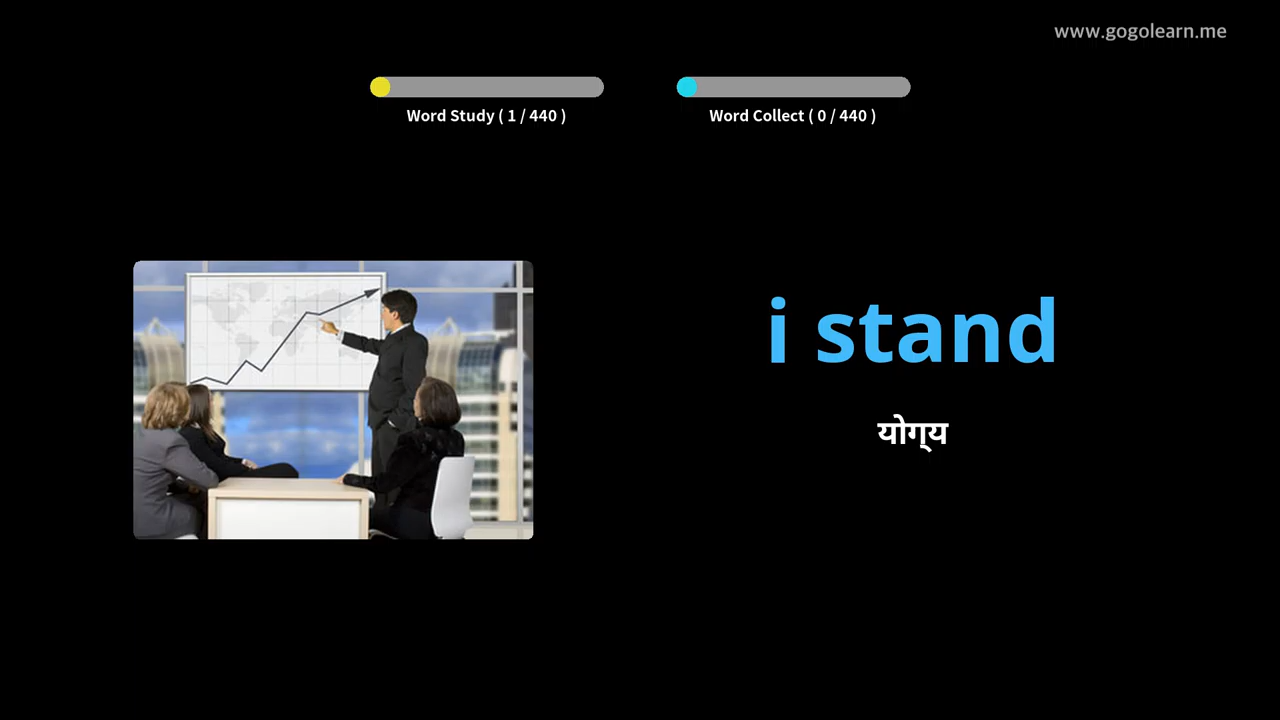 www.gogolearn.me
Word Study ( 1 / 440 )
Word Collect ( 0 / 440 )
i stand
योग्य